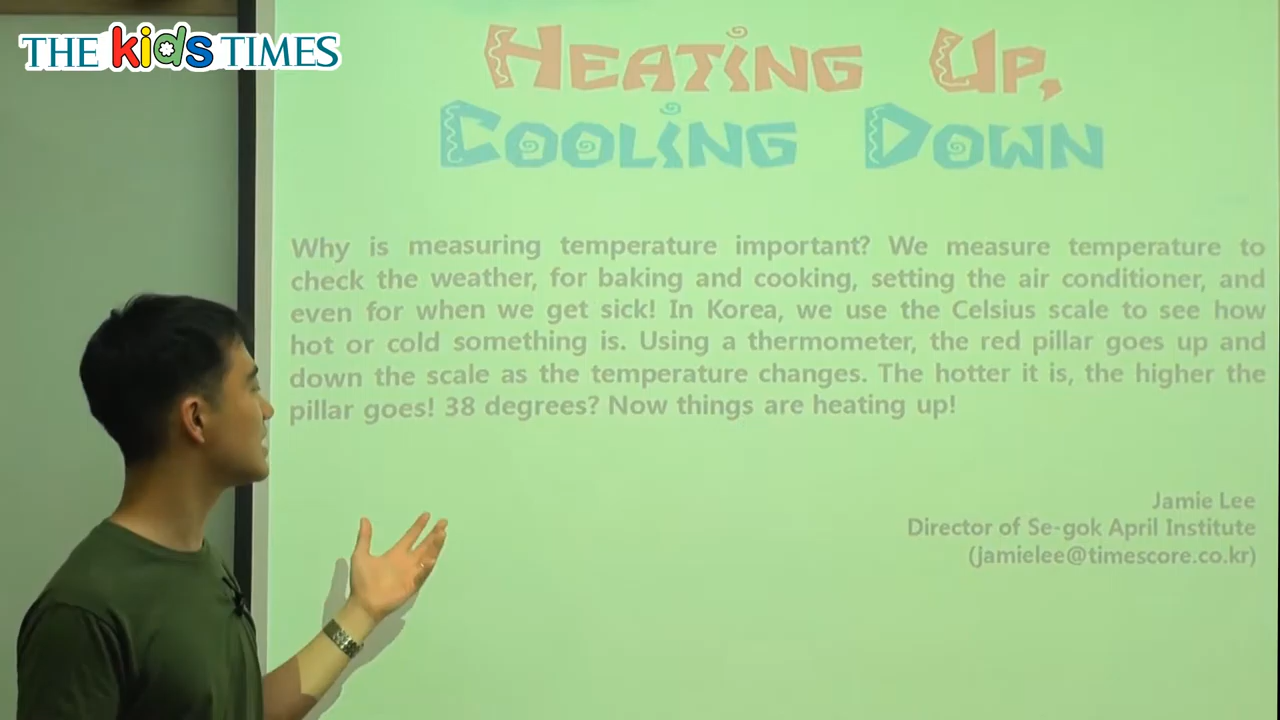 THE kids TIMES
HEATING UP,
COOLING DOWN
Why is measuring temperature important? We measure temperature to
check the weather, for baking and cooking, setting the air conditioner, and
even for when we get sick! In Korea, we use the Celsius scale to see how
hot or cold something is. Using a thermometer, the red pillar goes up and
down the scale as the temperature changes. The hotter it is, the higher the
pillar goes! 38 degrees? Now things are heating up!
Jamie Lee
Director of Se-gok April Institute
(jamielee@timescore.co.kr)